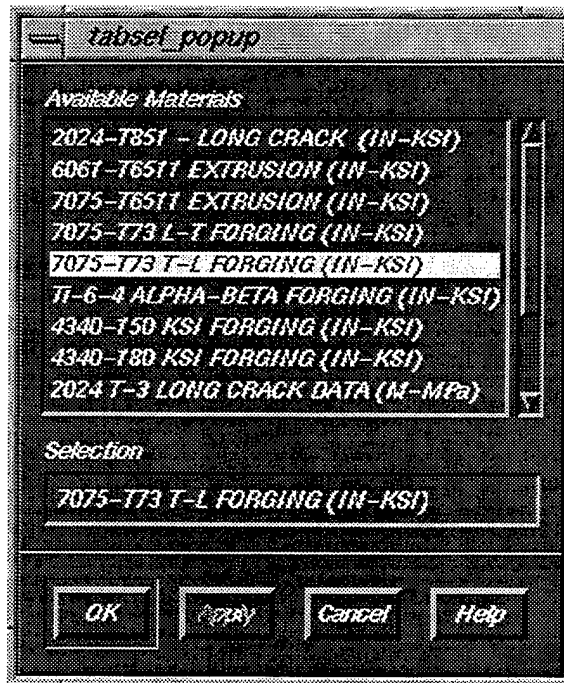 tabsel_popup
Available Materials
2024-T851 - LONG CRACK (IN-KSI)
6061-T6511 EXTRUSION (IN-KSI)
7075-T6511 EXTRUSION (IN-KSI)
7075-T73 L-T FORGING (IN-KSI)
7075-T73 T-L FORGING (IN-KSI)
Ti-6-4 ALPHA-BETA FORGING (IN-KSI)
4340-150 KSI FORGING (IN-KSI)
4340-180 KSI FORGING (IN-KSI)
2024 T-3 LONG CRACK DATA (M-MPa)
Selection
7075-T73 T-L FORGING (IN-KSI)
OK Apply Cancel Help